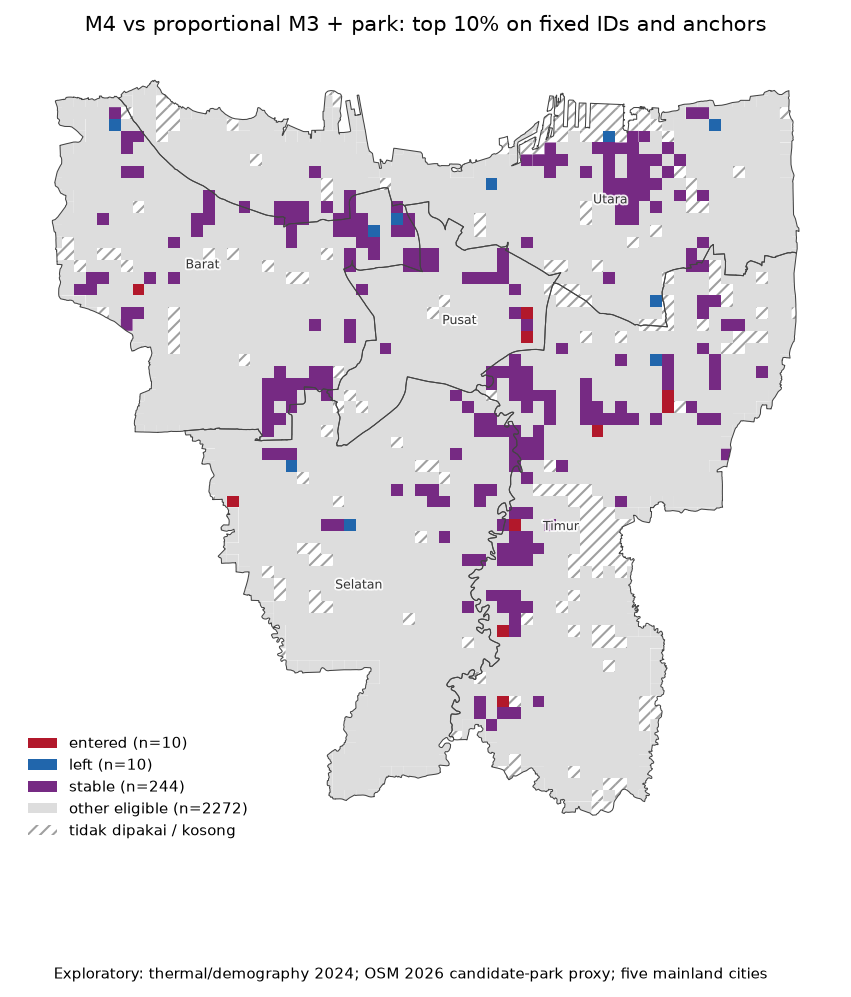 M4 vs proportional M3 + park: top 10% on fixed IDs and anchors
Utara
Barat
Pusat
Timur
Selatan
entered (n=10)
left (n=10)
stable (n=244)
other eligible (n=2272)
tidak dipakai / kosong
Exploratory: thermal/demography 2024; OSM 2026 candidate-park proxy; five mainland cities